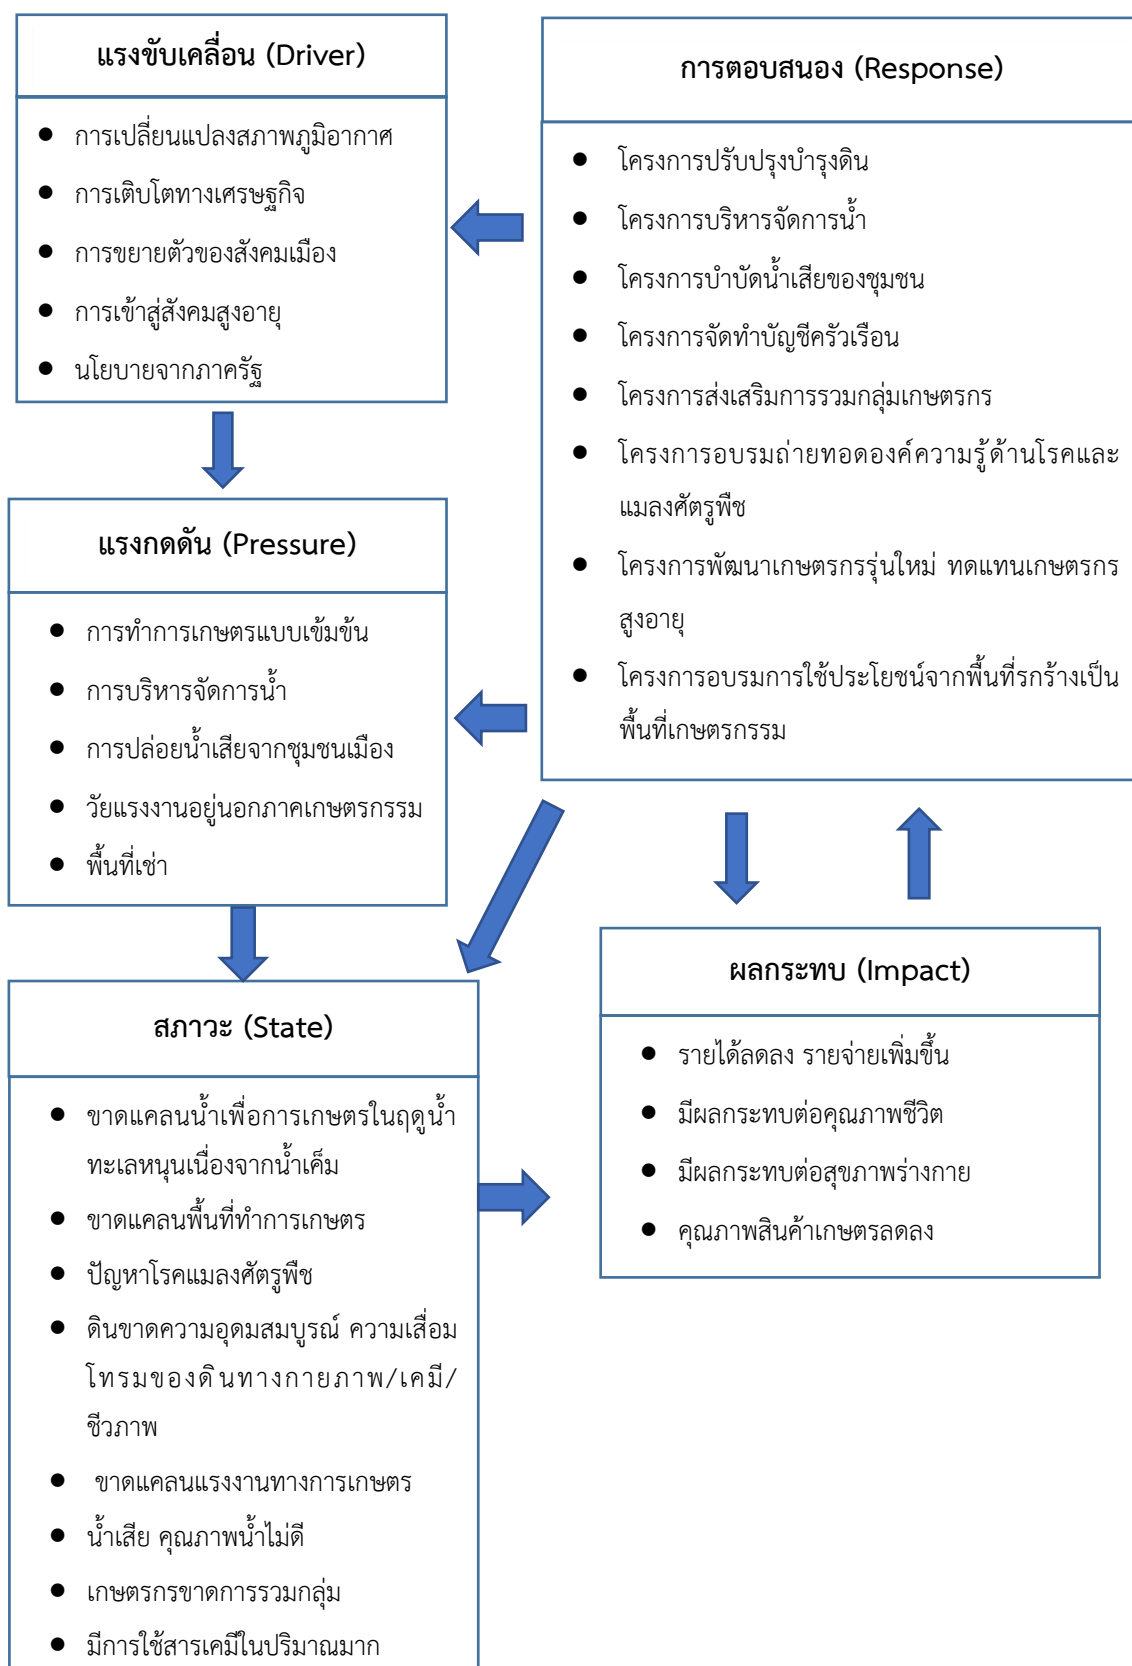 แรงขับเคลื่อน (Driver)
● การเปลี่ยนแปลงสภาพภูมิอากาศ
● การเติบโตทางเศรษฐกิจ
● การขยายตัวของสังคมเมือง
● การเข้าสู่สังคมสูงอายุ
● นโยบายจากภาครัฐ
แรงกดดัน (Pressure)
● การทำการเกษตรแบบเข้มข้น
● การบริหารจัดการน้ำ
● การปล่อยน้ำเสียจากชุมชนเมือง
● วัยแรงงานอยู่นอกภาคเกษตรกรรม
● พื้นที่เช่า
สภาวะ (State)
● ขาดแคลนน้ำเพื่อการเกษตรในฤดูน้ำ
ทะเลหนุนเนื่องจากน้ำเค็ม
● ขาดแคลนพื้นที่ทำการเกษตร
● ปัญหาโรคแมลงศัตรูพืช
● ดินขาดความอุดมสมบูรณ์ ความเสื่อม
โทรมของดินทางกายภาพ/เคมี/
ชีวภาพ
● ขาดแคลนแรงงานทางการเกษตร
● น้ำเสีย คุณภาพน้ำไม่ดี
● เกษตรกรขาดการรวมกลุ่ม
● มีการใช้สารเคมีในปริมาณมาก
การตอบสนอง (Response)
● โครงการปรับปรุงบำรุงดิน
● โครงการบริหารจัดการน้ำ
● โครงการบำบัดน้ำเสียของชุมชน
● โครงการจัดทำบัญชีครัวเรือน
● โครงการส่งเสริมการรวมกลุ่มเกษตรกร
● โครงการอบรมถ่ายทอดองค์ความรู้ด้านโรคและ
แมลงศัตรูพืช
● โครงการพัฒนาเกษตรกรรุ่นใหม่ ทดแทนเกษตรกร
สูงอายุ
● โครงการอบรมการใช้ประโยชน์จากพื้นที่รกร้างเป็น
พื้นที่เกษตรกรรม
ผลกระทบ (Impact)
● รายได้ลดลง รายจ่ายเพิ่มขึ้น
● มีผลกระทบต่อคุณภาพชีวิต
● มีผลกระทบต่อสุขภาพร่างกาย
● คุณภาพสินค้าเกษตรลดลง